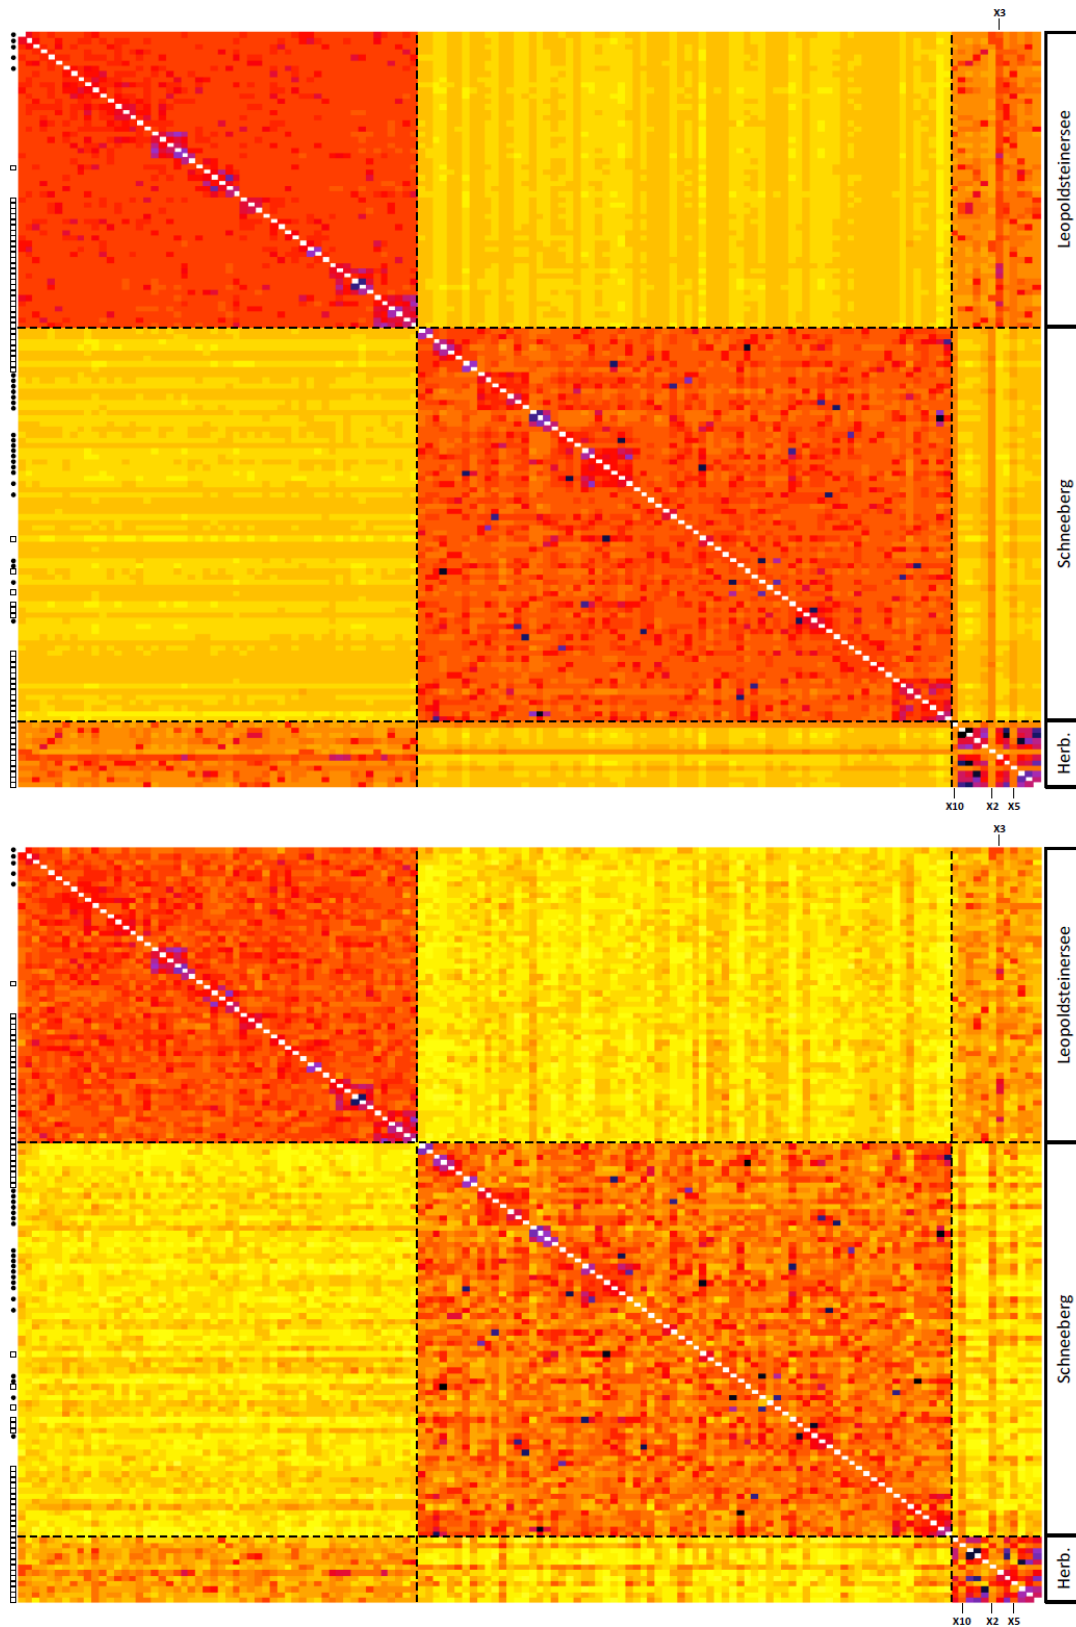 X3
Leopoldsteinersee
Schneeberg
Herb.
X10 X2 X5
X3
Leopoldsteinersee
Schneeberg
Herb.
X10 X2 X5